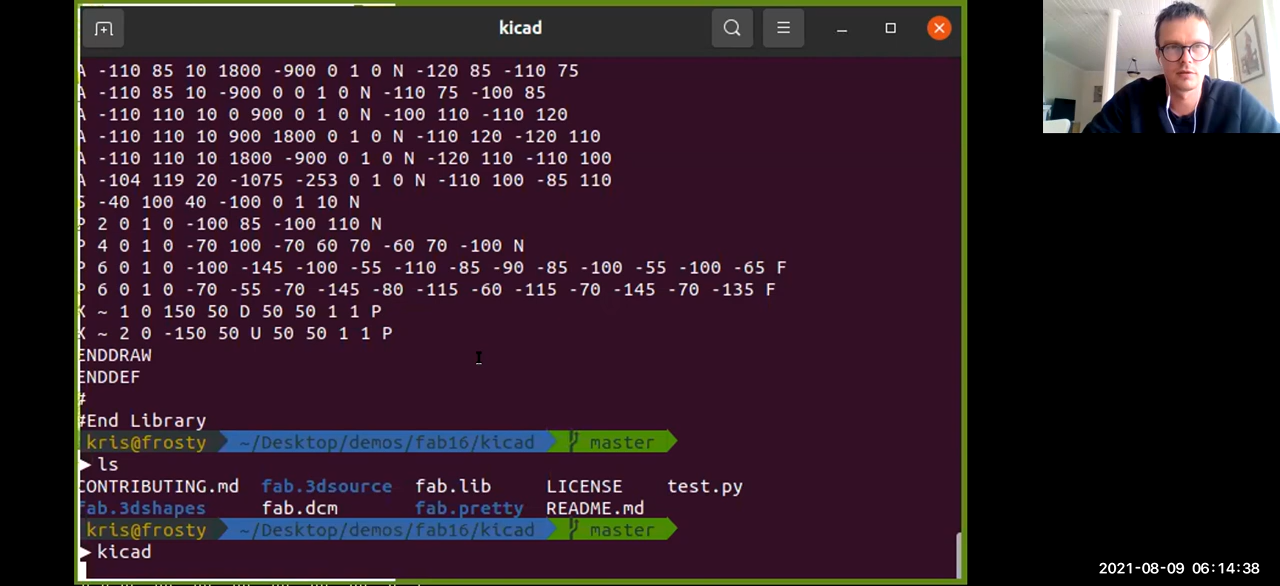 kicad
A -110 85 10 1800 -900 0 1 0 N -120 85 -110 75
A -110 85 10 -900 0 0 1 0 N -110 75 -100 85
A -110 110 10 0 900 0 1 0 N -100 110 -110 120
A -110 110 10 900 1800 0 1 0 N -110 120 -120 110
A -110 110 10 1800 -900 0 1 0 N -120 110 -110 100
A -104 119 20 -1075 -253 0 1 0 N -110 100 -85 110
S -40 100 40 -100 0 1 10 N
P 2 0 1 0 -100 85 -100 110 N
P 4 0 1 0 -70 100 -70 60 70 -60 70 -100 N
P 6 0 1 0 -100 -145 -100 -55 -110 -85 -90 -85 -100 -55 -100 -65 F
P 6 0 1 0 -70 -55 -70 -145 -80 -115 -60 -115 -70 -145 -70 -135 F
X ~ 1 0 150 50 D 50 50 1 1 P
X ~ 2 0 -150 50 U 50 50 1 1 P
ENDDRAW
ENDDEF
#
#End Library
kris@frosty ~/Desktop/demos/fab16/kicad master
ls
CONTRIBUTING.md fab.3dsource fab.lib LICENSE test.py
fab.3dshapes fab.dcm fab.pretty README.md
kris@frosty ~/Desktop/demos/fab16/kicad master
kicad
2021-08-09 06:14:38